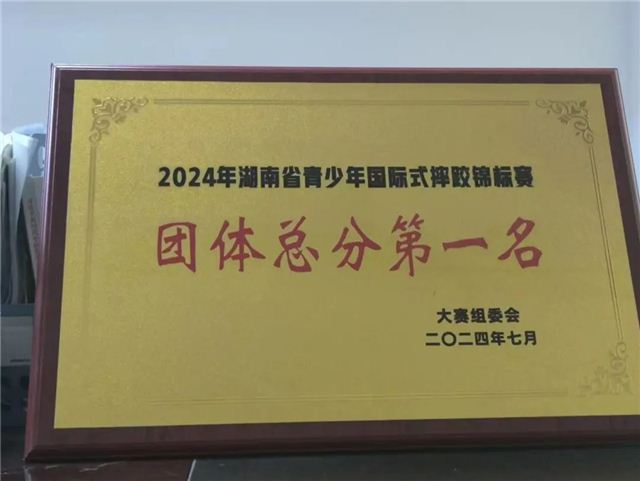 2024年湖南省青少年国际式摔跤锦标赛
团体总分第一名
大赛组委会
二〇二四年七月